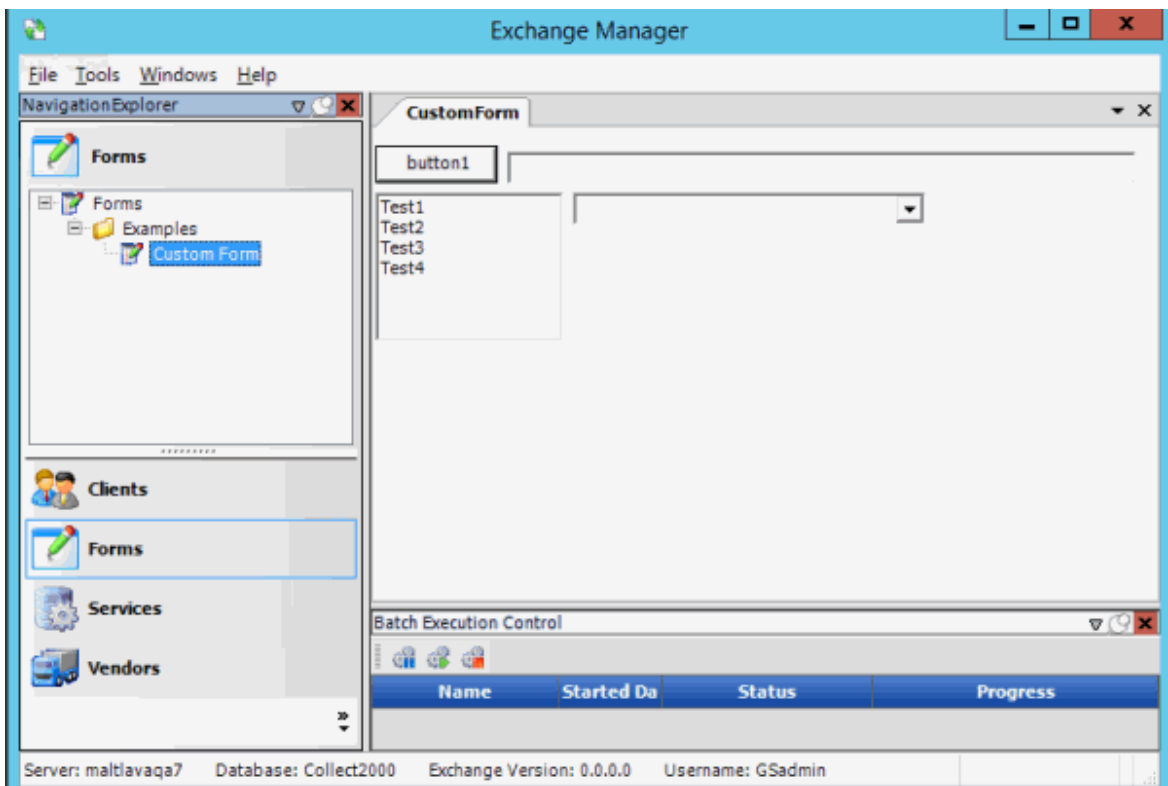 Exchange Manager
File Tools Windows Help
NavigationExplorer
Forms
Forms
Examples
Custom Form
Clients
Forms
Services
Vendors
CustomForm
button1
Test1
Test2
Test3
Test4
Batch Execution Control
Name Started Da Status Progress
Server: maltlavaqa7 Database: Collect2000 Exchange Version: 0.0.0.0 Username: GSadmin